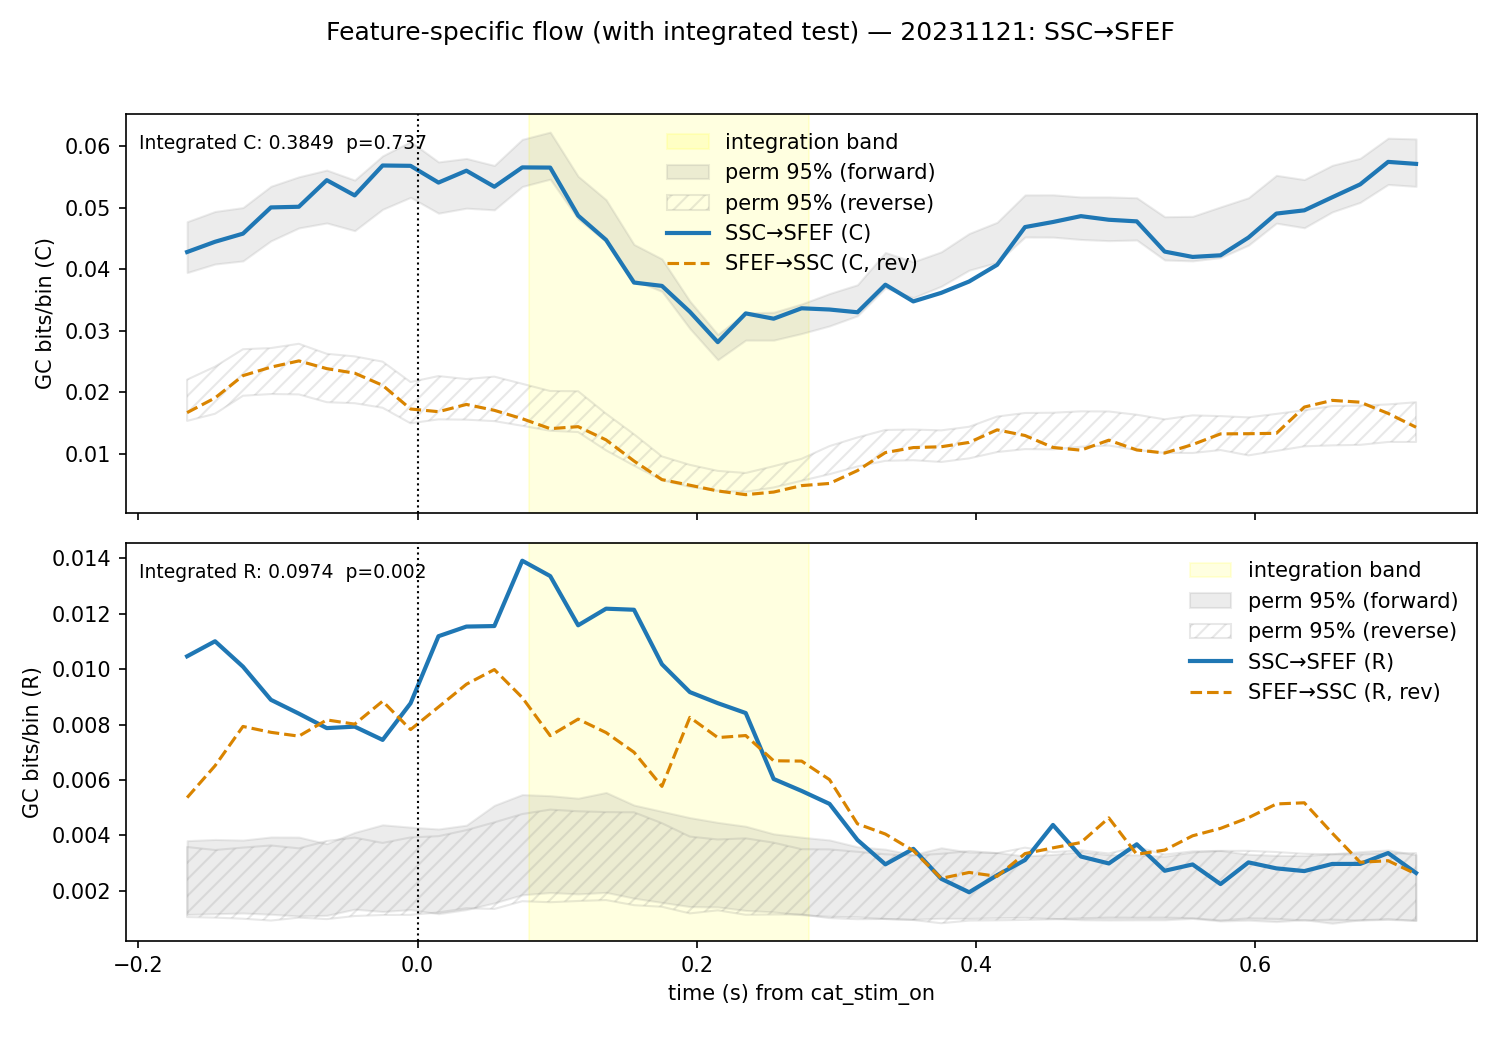 Feature-specific flow (with integrated test) — 20231121: SSC→SFEF
Integrated C: 0.3849  p=0.737
integration band
perm 95% (forward)
perm 95% (reverse)
SSC→SFEF (C)
SFEF→SSC (C, rev)
GC bits/bin (C)
0.06
0.05
0.04
0.03
0.02
0.01
Integrated R: 0.0974  p=0.002
integration band
perm 95% (forward)
perm 95% (reverse)
SSC→SFEF (R)
SFEF→SSC (R, rev)
GC bits/bin (R)
0.014
0.012
0.010
0.008
0.006
0.004
0.002
−0.2
0.0
0.2
0.4
0.6
time (s) from cat_stim_on